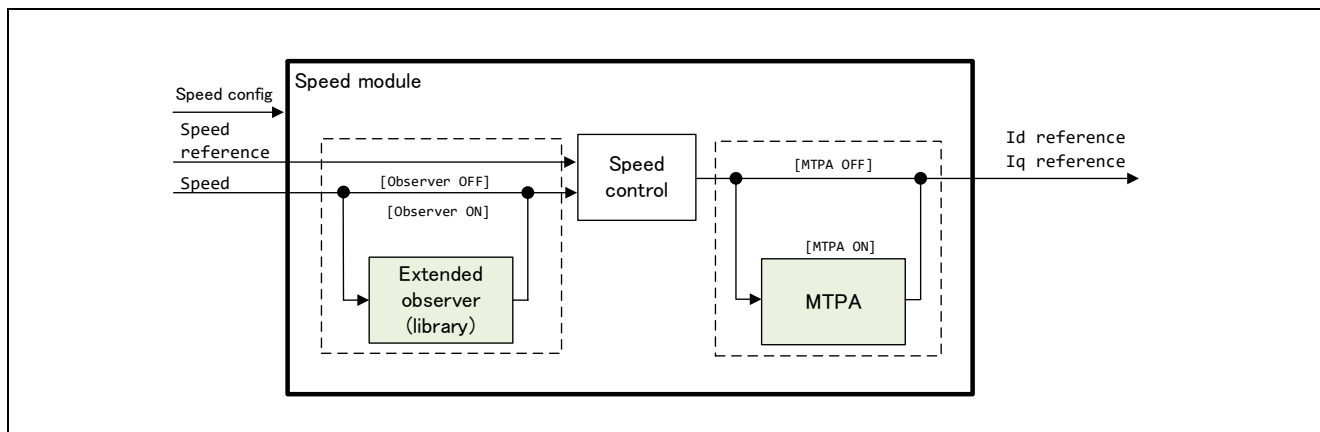 Speed module
Speed config
Speed
reference
Speed
[Observer OFF]
[Observer ON]
Extended
observer
(library)
Speed
control
[MTPA OFF]
[MTPA ON]
MTPA
Id reference
Iq reference